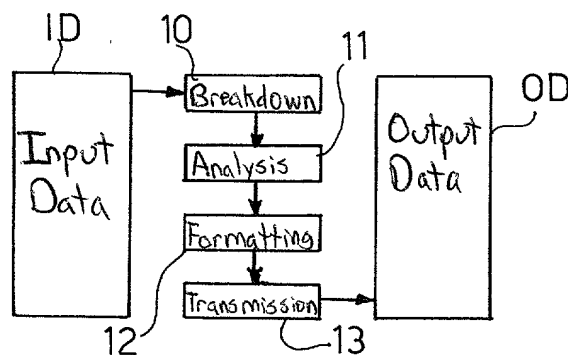 ID
10
11
OD
Input
Data
Breakdown
Analysis
Formatting
Transmission
Output
Data
12
13